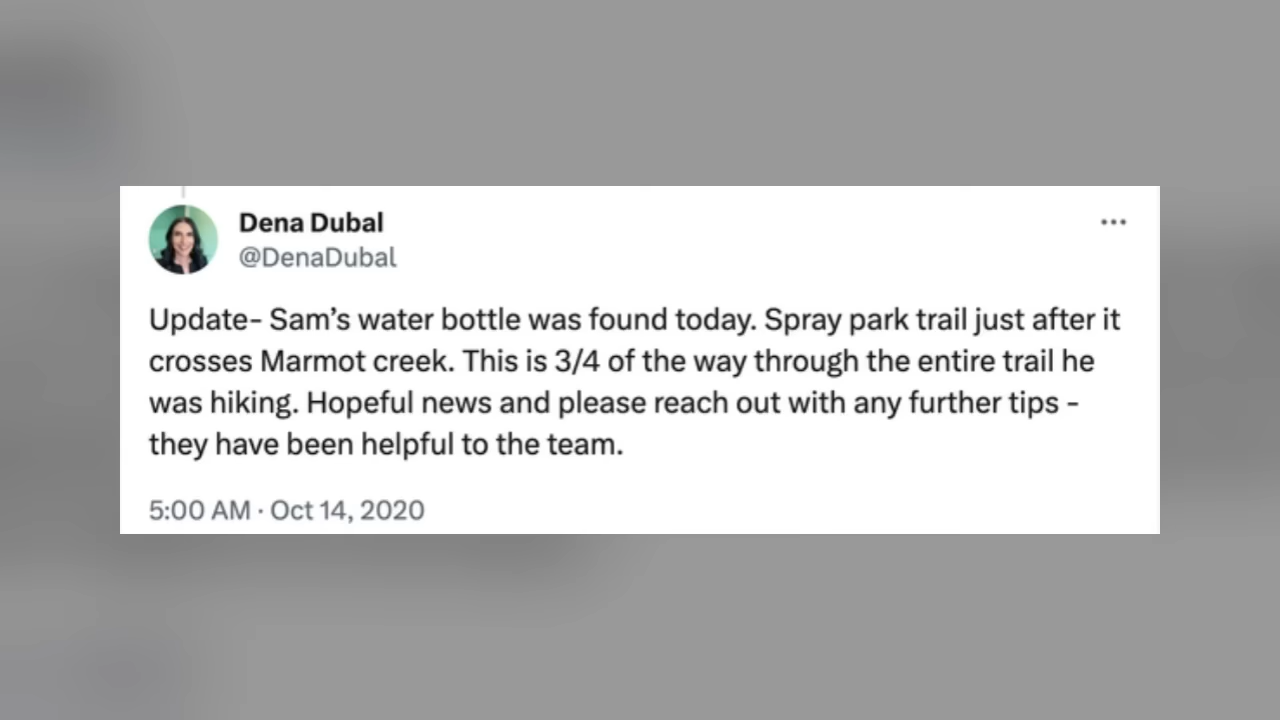 Dena Dubal
@DenaDubal
Update- Sam’s water bottle was found today. Spray park trail just after it
crosses Marmot creek. This is 3/4 of the way through the entire trail he
was hiking. Hopeful news and please reach out with any further tips -
they have been helpful to the team.
5:00 AM · Oct 14, 2020